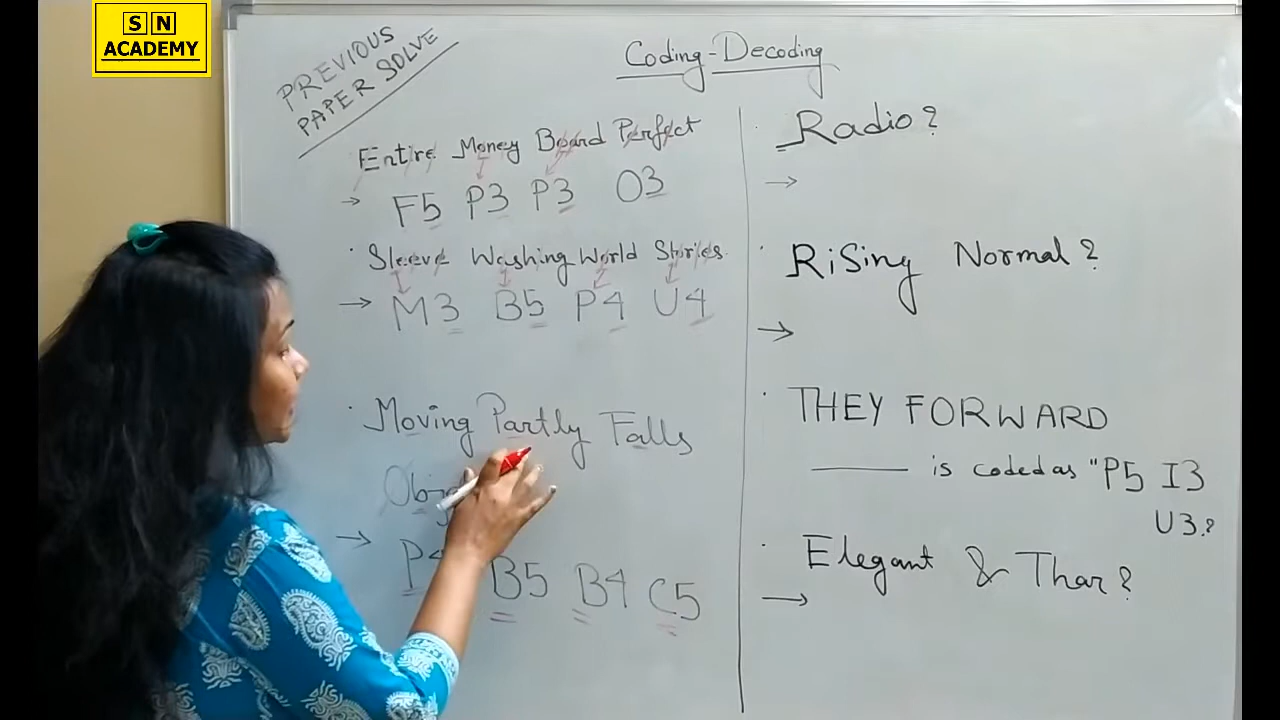 S N
ACADEMY
PREVIOUS
PAPER SOLVE
Coding-Decoding
Entire Money Board Perfect
→ F5 P3 P3 O3
Sleeve Washing World Stories
→ M3 B5 P4 U4
Moving Partly Falls
→ P4 B5 B4 C5
Radio?
→
RiSing Normal?
→
THEY FORWARD
is coded as "P5 I3
U3?
Elegant & Thar?
→